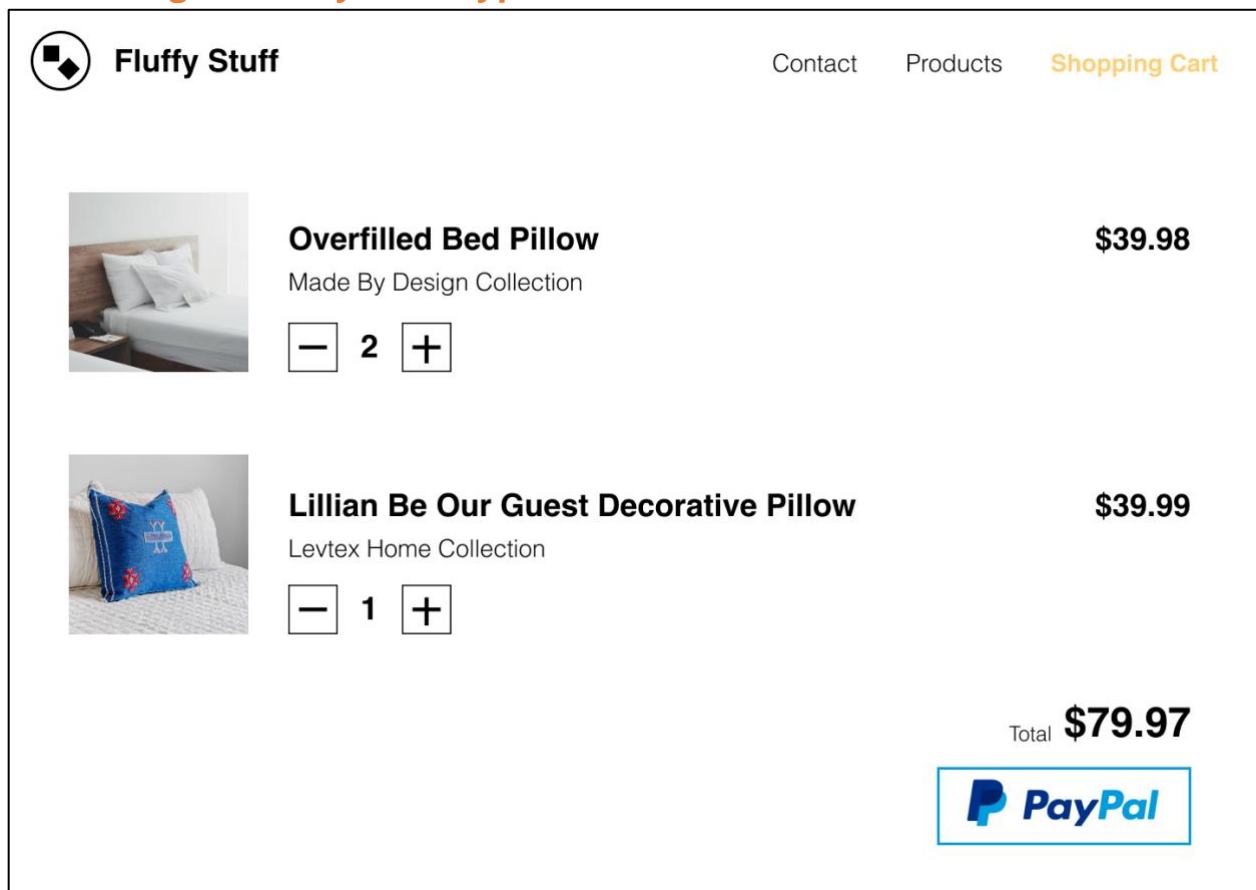 Fluffy Stuff
Contact Products Shopping Cart
Overfilled Bed Pillow $39.98
Made By Design Collection
2
Lillian Be Our Guest Decorative Pillow $39.99
Levtex Home Collection
1
Total $79.97
PayPal